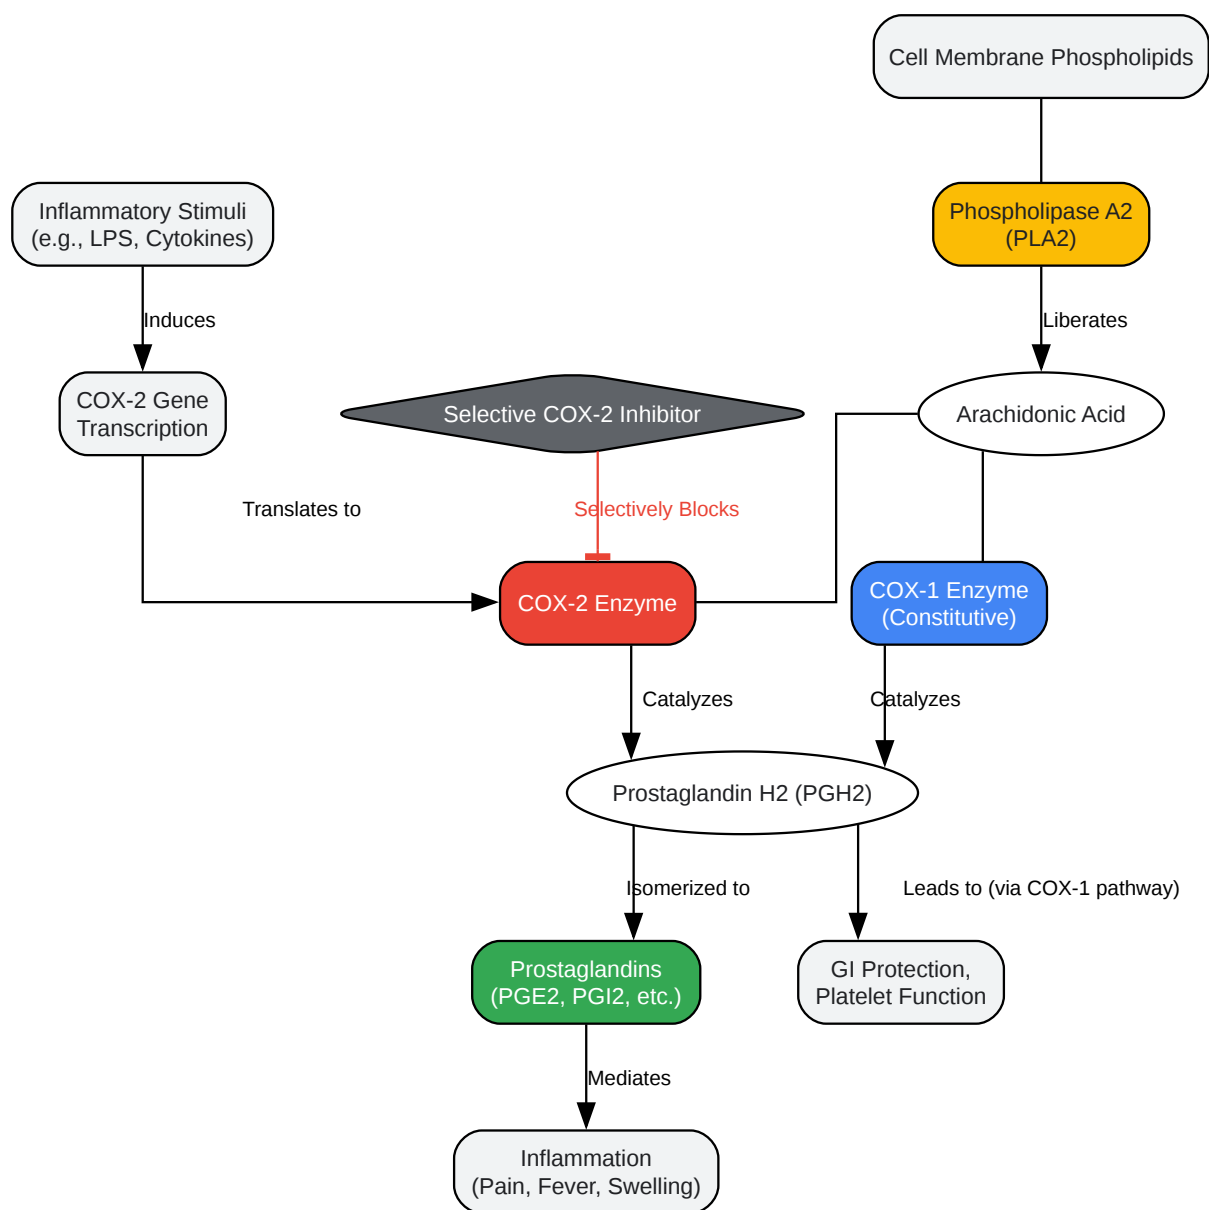 Cell Membrane Phospholipids
Inflammatory Stimuli
(e.g., LPS, Cytokines)
Phospholipase A2
(PLA2)
Induces
Liberates
COX-2 Gene
Transcription
Selective COX-2 Inhibitor
Arachidonic Acid
Translates to
Selectively Blocks
COX-2 Enzyme
COX-1 Enzyme
(Constitutive)
Catalyzes
Catalyzes
Prostaglandin H2 (PGH2)
Isomerized to
Leads to (via COX-1 pathway)
Prostaglandins
(PGE2, PGI2, etc.)
GI Protection,
Platelet Function
Mediates
Inflammation
(Pain, Fever, Swelling)